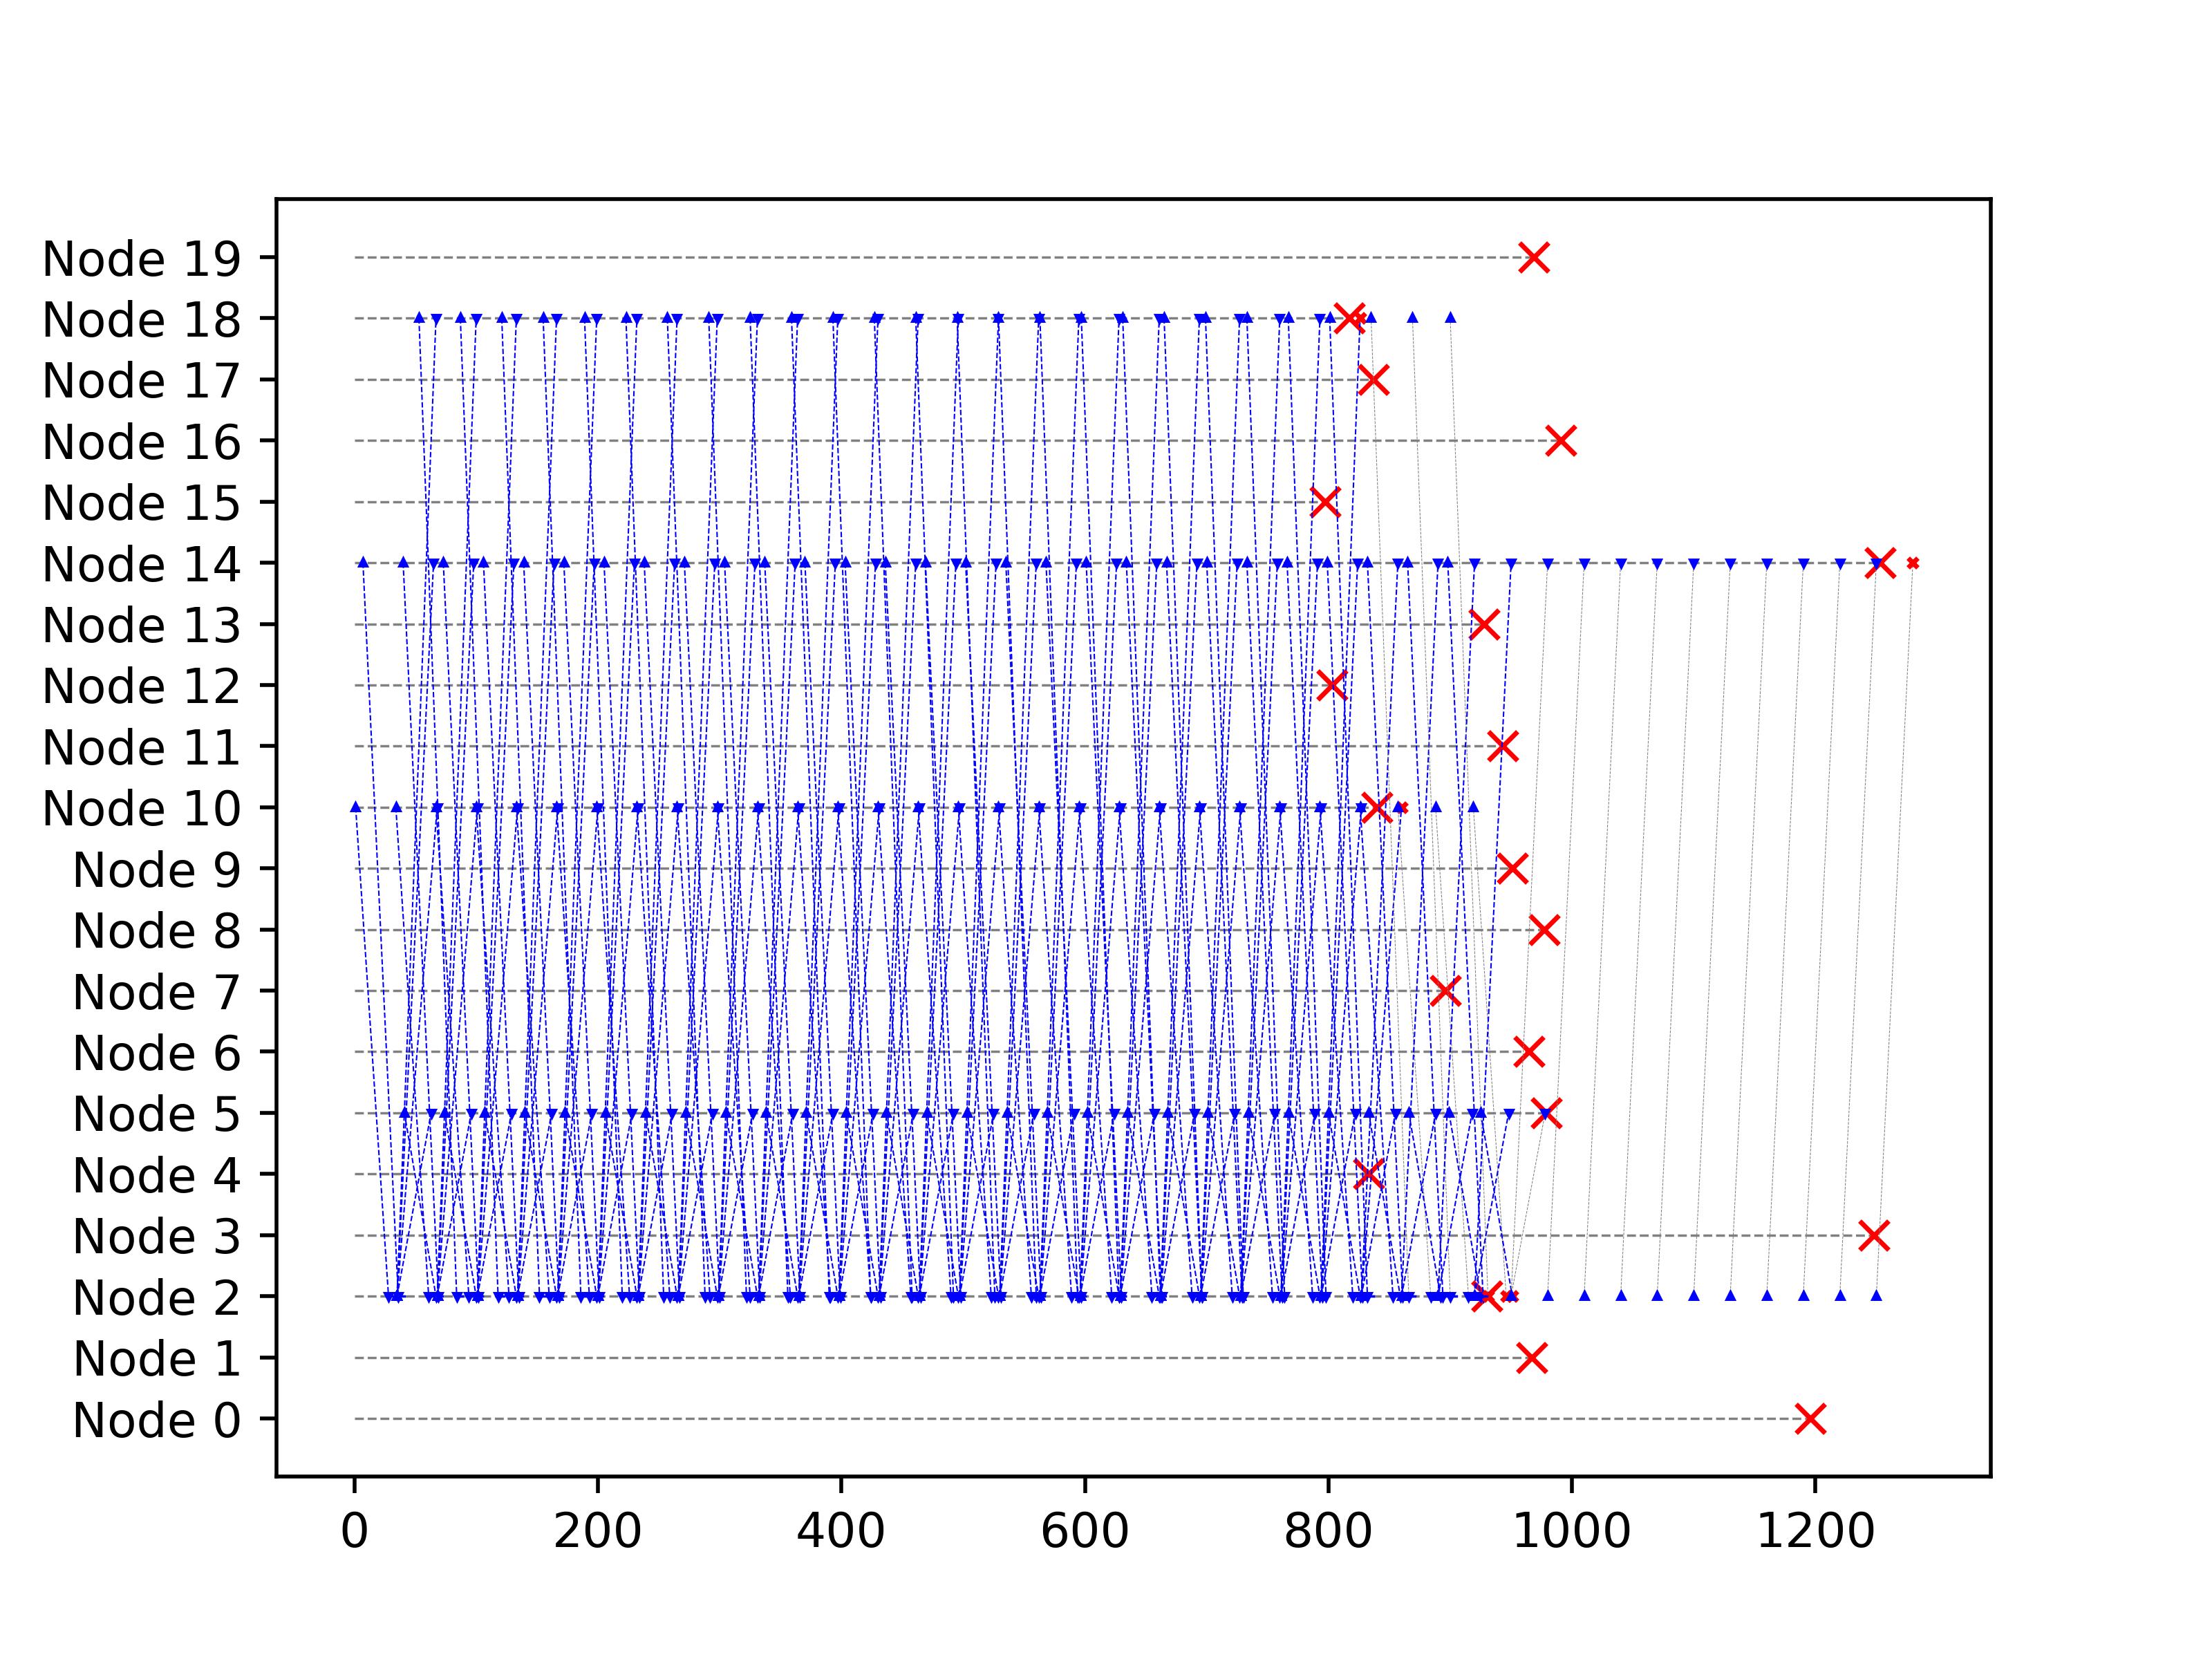 Node 19
Node 18
Node 17
Node 16
Node 15
Node 14
Node 13
Node 12
Node 11
Node 10
Node 9
Node 8
Node 7
Node 6
Node 5
Node 4
Node 3
Node 2
Node 1
Node 0
0 200 400 600 800 1000 1200